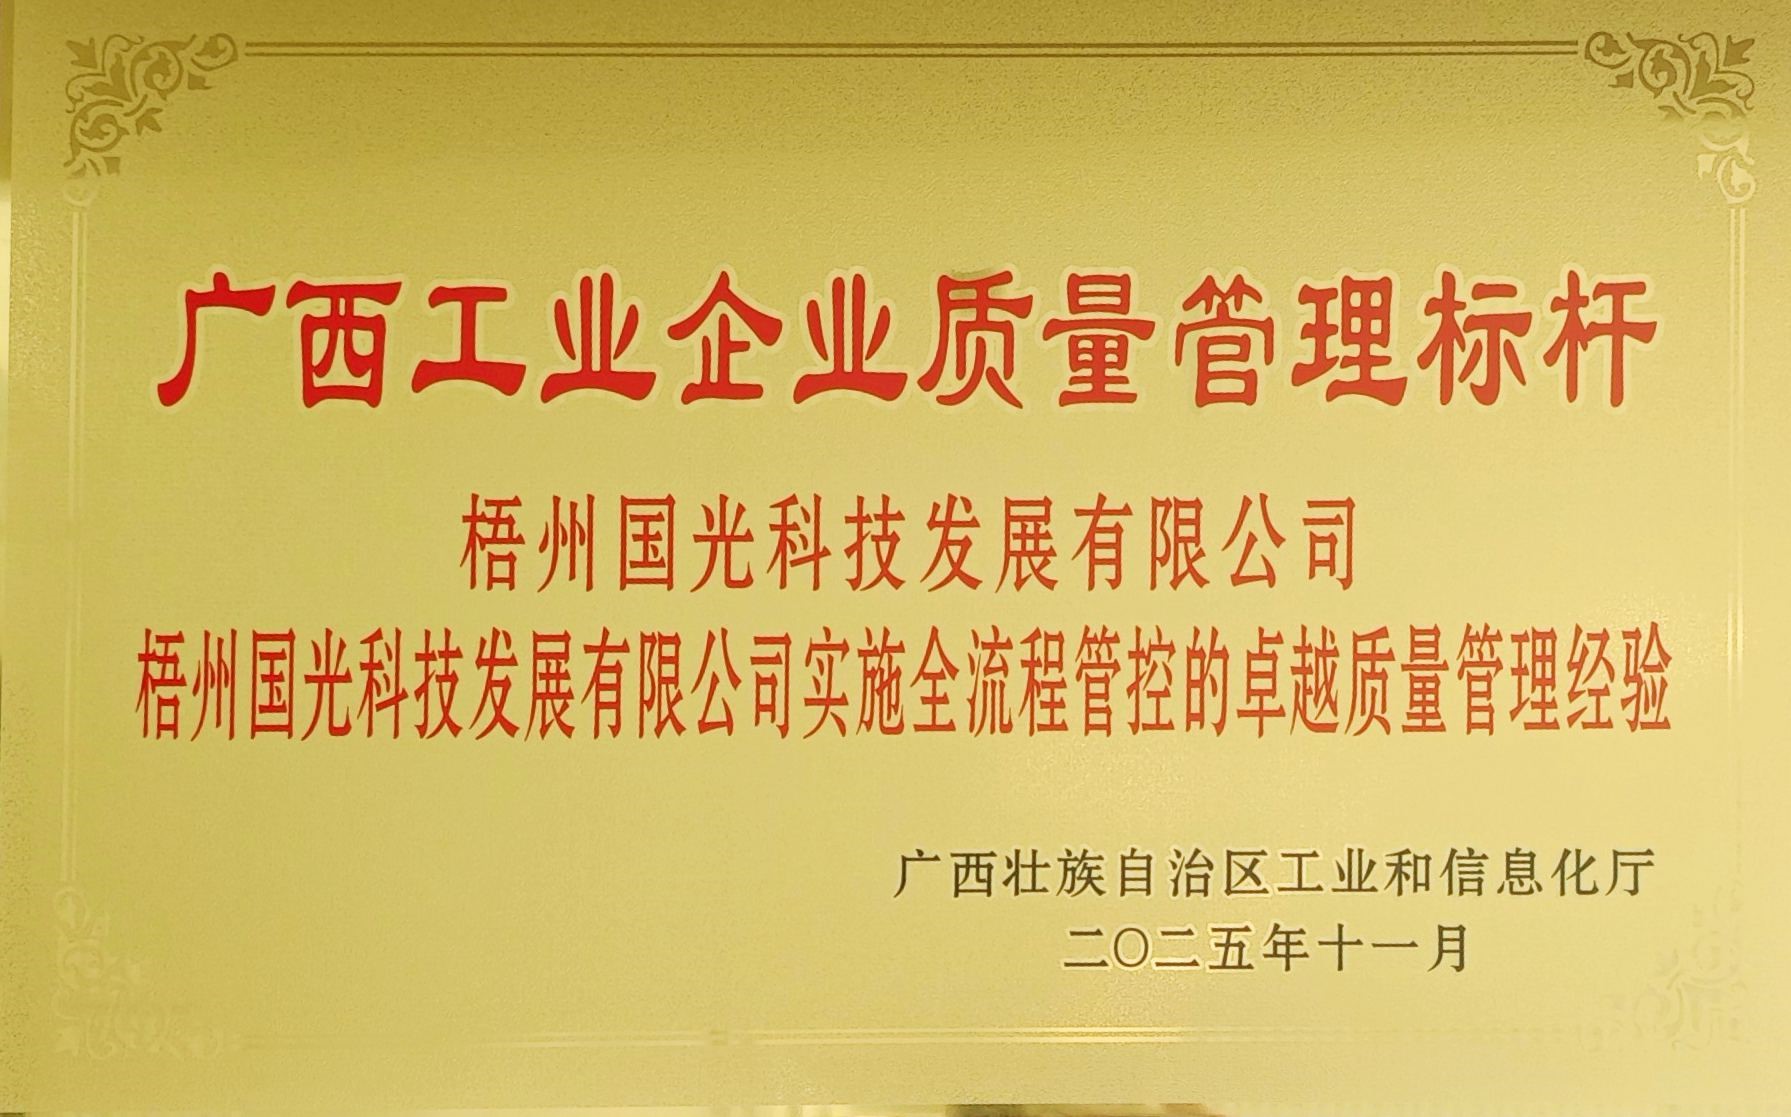 广西工业企业质量管理标杆
梧州国光科技发展有限公司
梧州国光科技发展有限公司实施全流程管控的卓越质量管理经验
广西壮族自治区工业和信息化厅
二〇二五年十一月